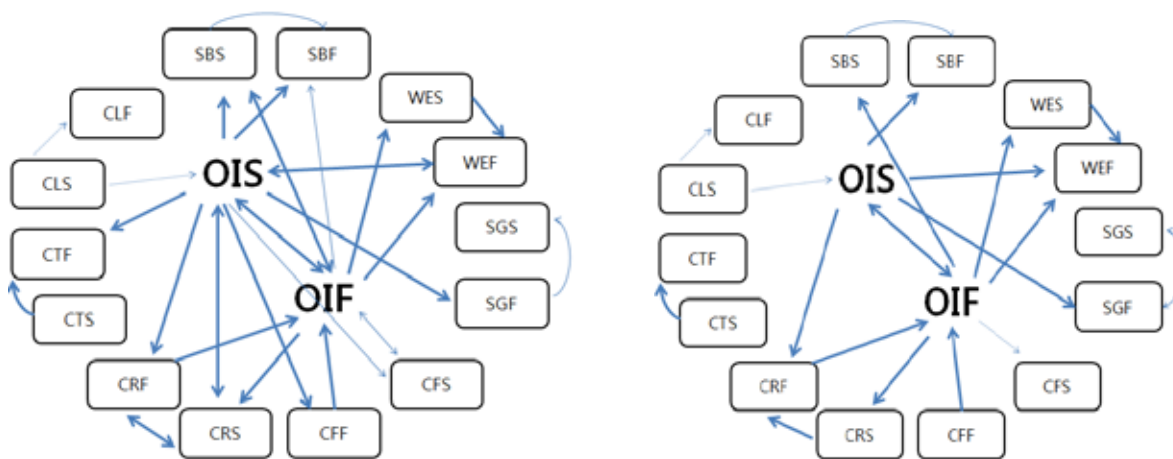 SBS
SBF
WES
CLF
WEF
OIS
CLS
SGS
CTF
SGF
OIF
CTS
CRF
CFS
CRS
CFF
SBS
SBF
WES
CLF
WEF
OIS
CLS
SGS
CTF
SGF
OIF
CTS
CRF
CFS
CRS
CFF